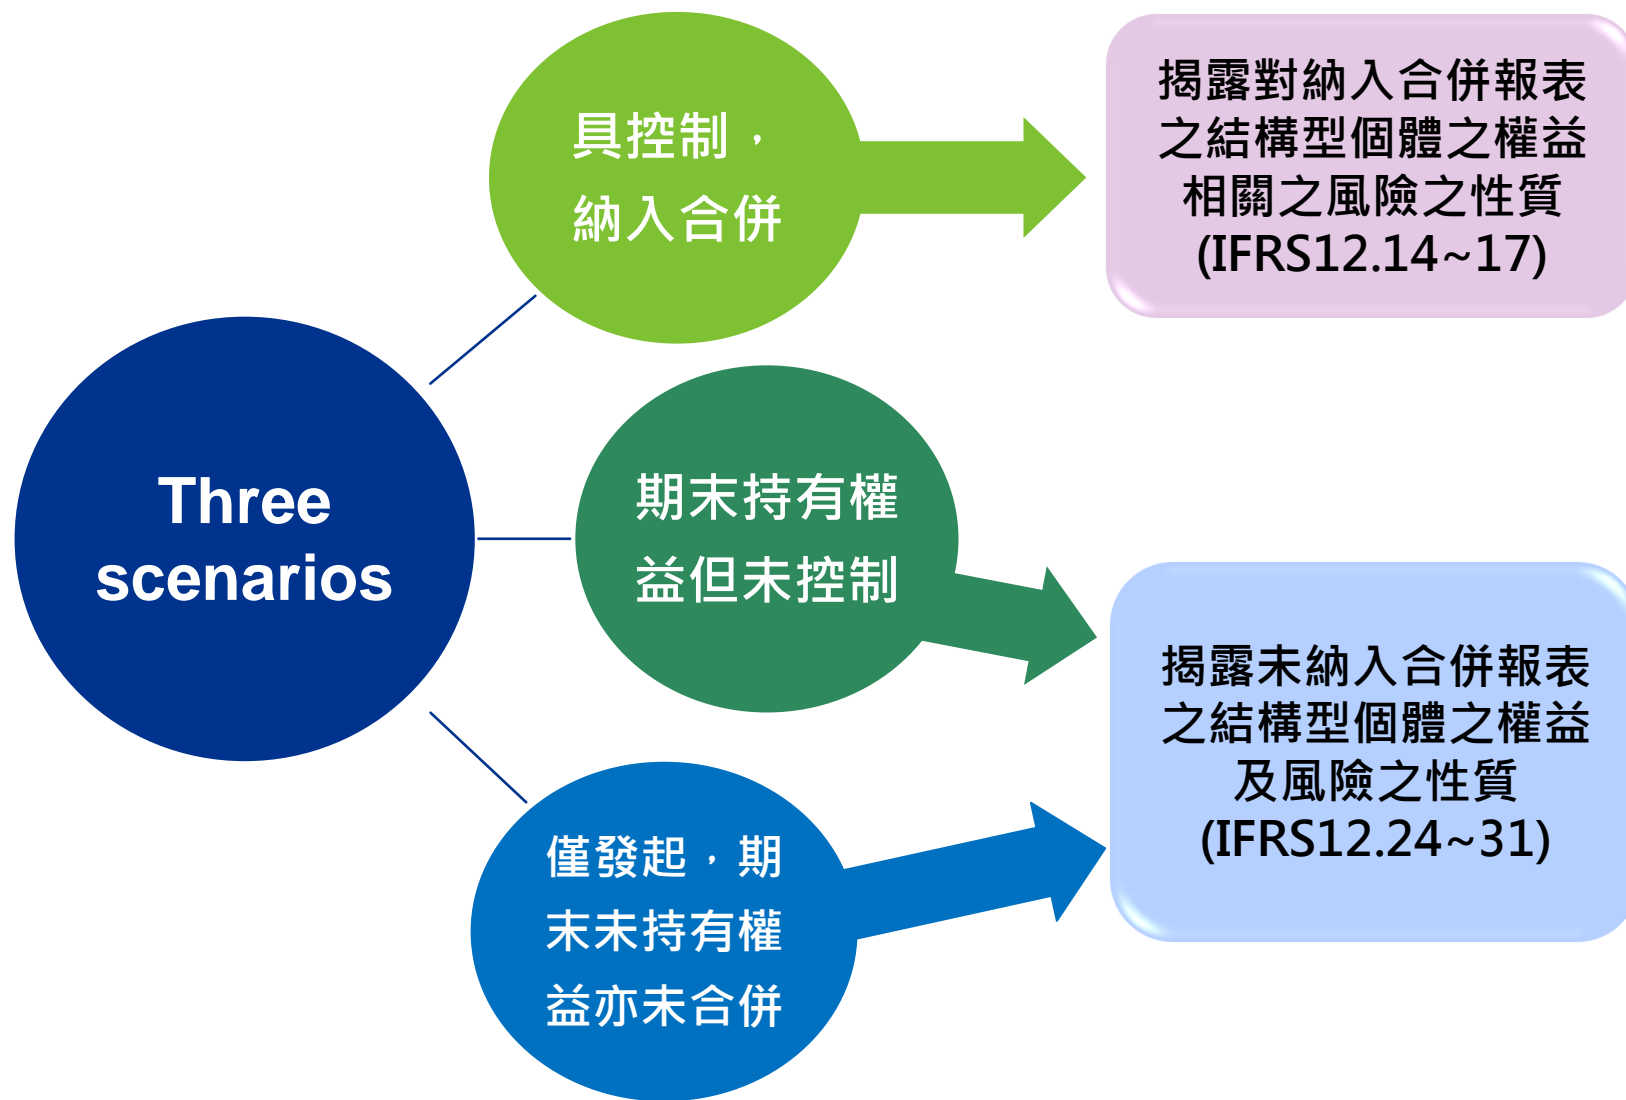 Three
scenarios
具控制，
納入合併
揭露對納入合併報表
之結構型個體之權益
相關之風險之性質
(IFRS12.14~17)
期末持有權
益但未控制
僅發起，期
末未持有權
益亦未合併
揭露未納入合併報表
之結構型個體之權益
及風險之性質
(IFRS12.24~31)